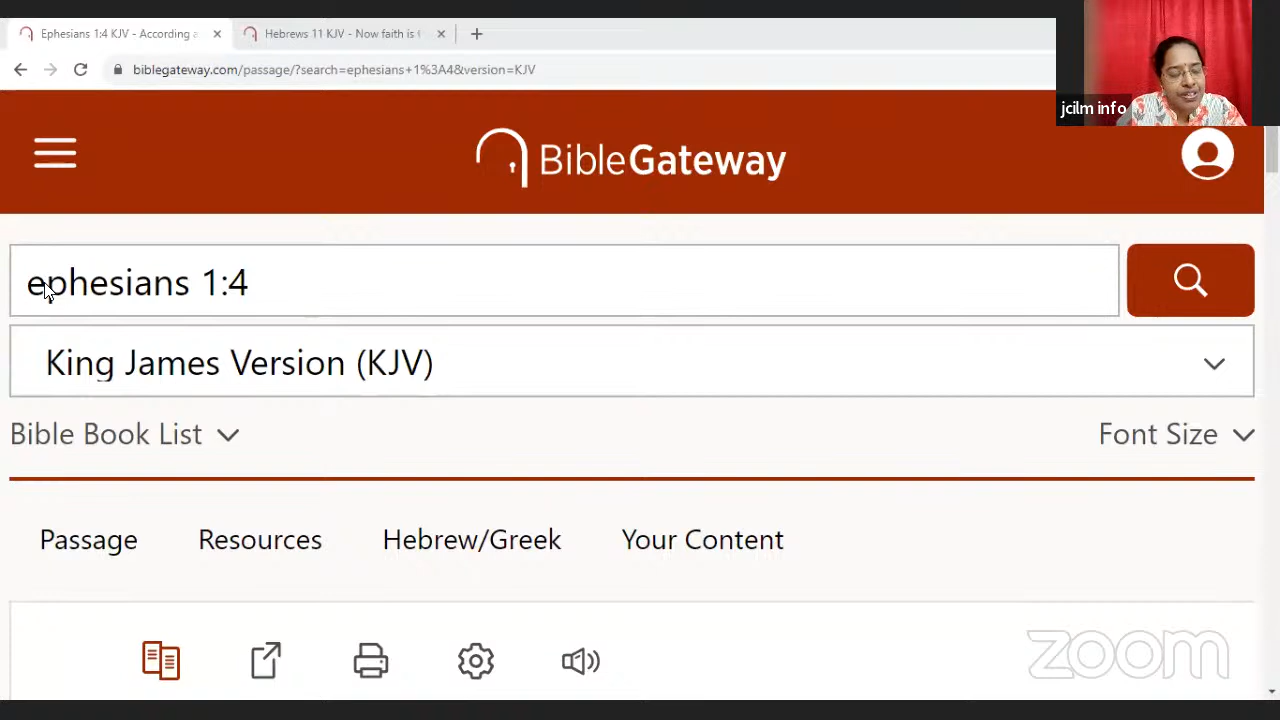 Ephesians 1:4 KJV - According a
Hebrews 11 KJV - Now faith is
biblegateway.com/passage/?search=ephesians+1%3A4&version=KJV
jcilm info
BibleGateway
ephesians 1:4
King James Version (KJV)
Bible Book List
Font Size
Passage
Resources
Hebrew/Greek
Your Content
zoom